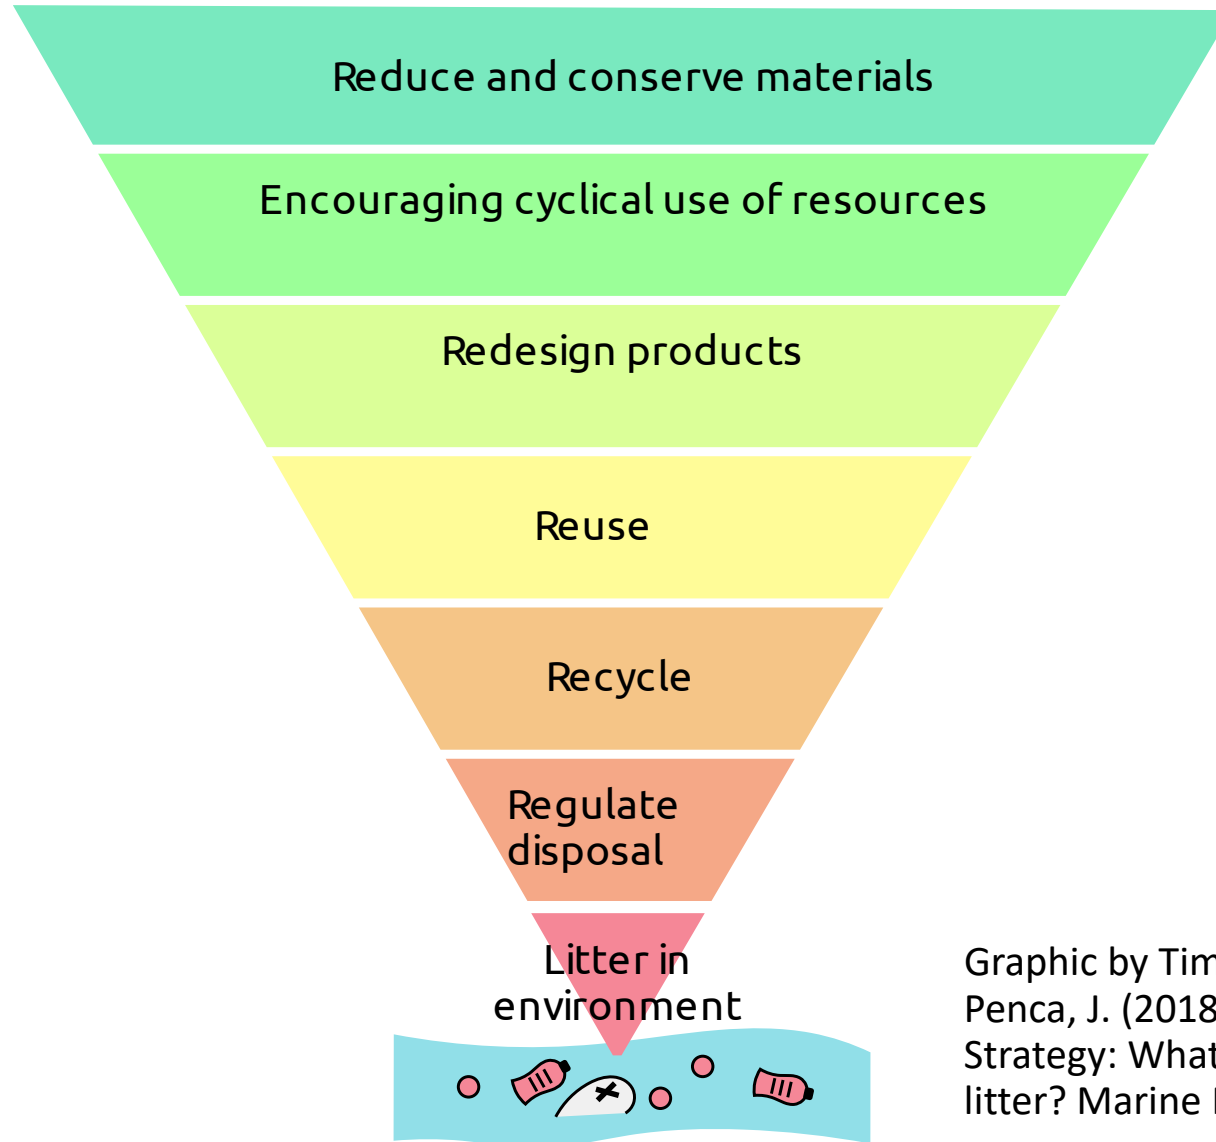 Reduce and conserve materials
Encouraging cyclical use of resources
Redesign products
Reuse
Recycle
Regulate
disposal
Litter in
environment
Graphic by Tim
Penca, J. (2018
Strategy: What
litter? Marine